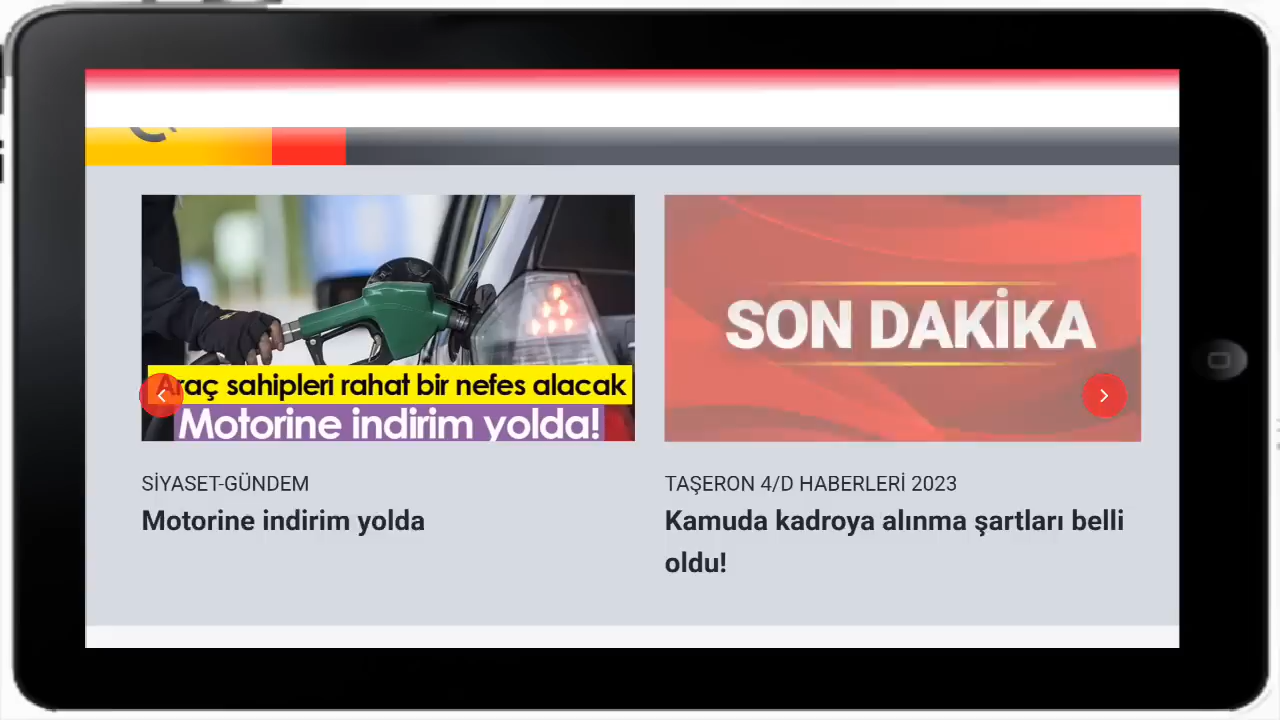 Araç sahipleri rahat bir nefes alacak
Motorine indirim yolda!
SON DAKİKA
SİYASET-GÜNDEM
Motorine indirim yolda
TAŞERON 4/D HABERLERİ 2023
Kamuda kadroya alınma şartları belli
oldu!